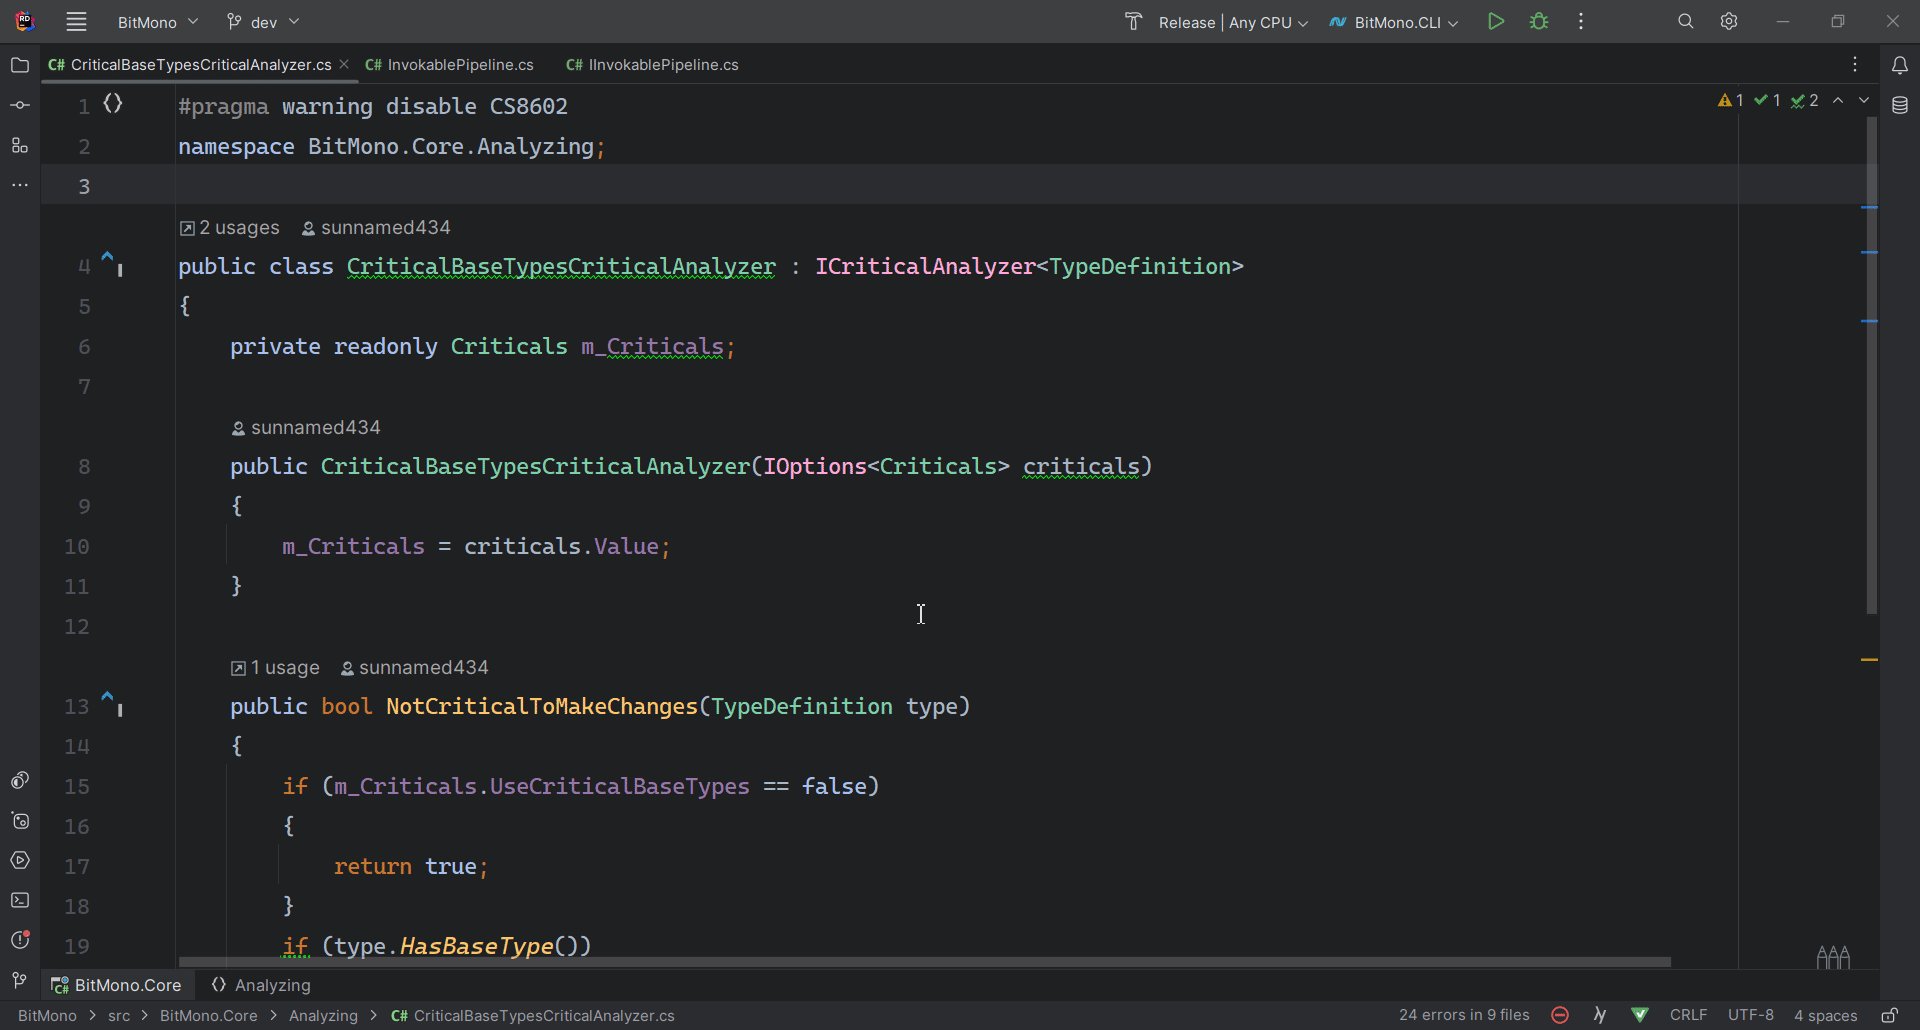 BitMono dev Release | Any CPU BitMono.CLI
C# CriticalBaseTypesCriticalAnalyzer.cs C# InvokablePipeline.cs C# IInvokablePipeline.cs
1 #pragma warning disable CS8602
1 1 2
2 namespace BitMono.Core.Analyzing;
3
2 usages sunnamed434
4 public class CriticalBaseTypesCriticalAnalyzer : ICriticalAnalyzer<TypeDefinition>
5 {
6 private readonly Criticals m_Criticals;
7
sunnamed434
8 public CriticalBaseTypesCriticalAnalyzer(IOptions<Criticals> criticals)
9 {
10 m_Criticals = criticals.Value;
11 }
12
1 usage sunnamed434
13 public bool NotCriticalToMakeChanges(TypeDefinition type)
14 {
15 if (m_Criticals.UseCriticalBaseTypes == false)
16 {
17 return true;
18 }
19 if (type.HasBaseType())
C# BitMono.Core Analyzing
BitMono > src > BitMono.Core > Analyzing > C# CriticalBaseTypesCriticalAnalyzer.cs 24 errors in 9 files CRLF UTF-8 4 spaces